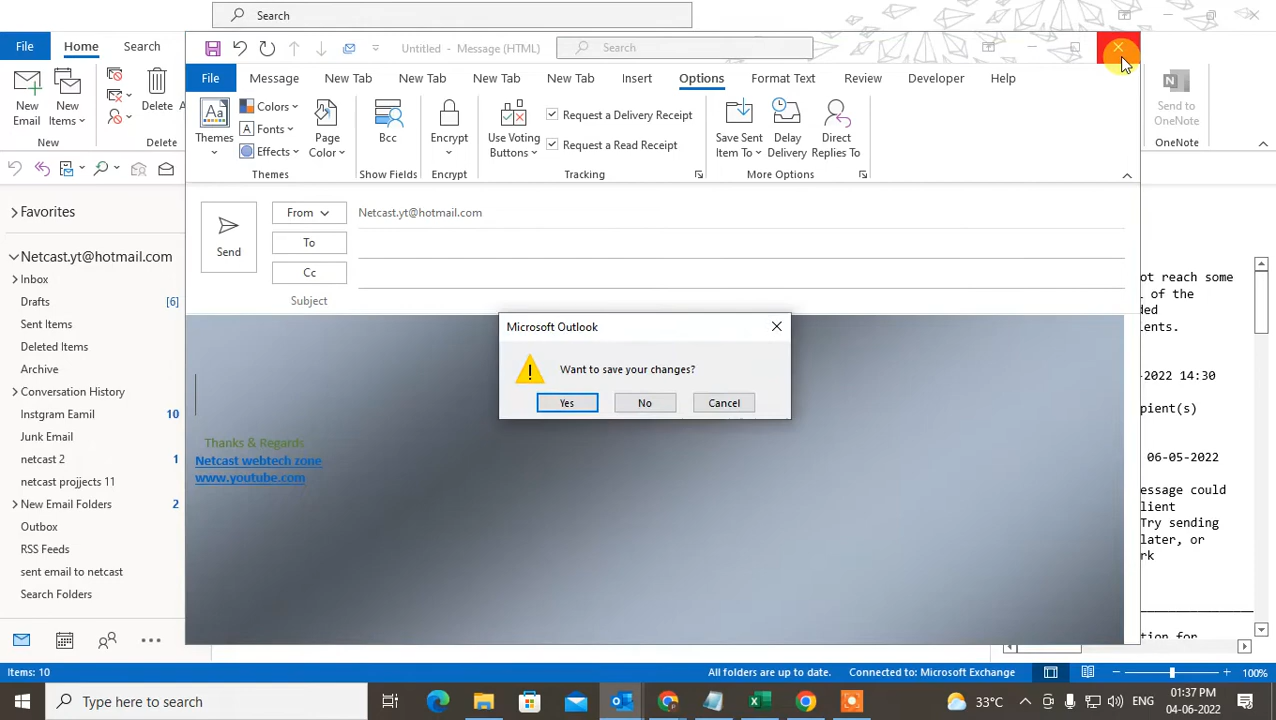 Search
File Home Search
New Email
New Items
Delete
New
Delete
Send to OneNote
OneNote
Untitled - Message (HTML)
Search
File Message New Tab New Tab New Tab New Tab Insert Options Format Text Review Developer Help
Themes
Colors
Fonts
Effects
Page Color
Bcc
Encrypt
Use Voting Buttons
Request a Delivery Receipt
Request a Read Receipt
Save Sent Item To
Delay Delivery
Direct Replies To
Themes
Show Fields
Encrypt
Tracking
More Options
Favorites
Netcast.yt@hotmail.com
Inbox
Drafts [6]
Sent Items
Deleted Items
Archive
Conversation History
Instgram Eamil 10
Junk Email
netcast 2 1
netcast projjects 11
New Email Folders 2
Outbox
RSS Feeds
sent email to netcast
Search Folders
Send
From Netcast.yt@hotmail.com
To
Cc
Subject
Microsoft Outlook
Want to save your changes?
Yes No Cancel
Thanks & Regards
Netcast webtech zone
www.youtube.com
ot reach some
l of the
ded
ients.
-2022 14:30
ipient(s)
06-05-2022
essage could
lient
Try sending
later, or
rk
tion for
Items: 10
All folders are up to date. Connected to: Microsoft Exchange 100%
Type here to search
33°C
ENG
01:37 PM
04-06-2022